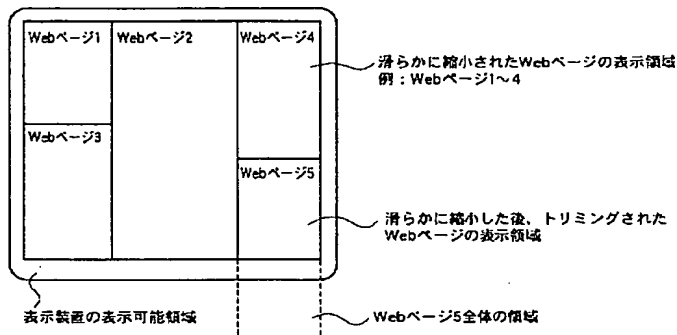 Webページ1
Webページ2
Webページ4
Webページ3
Webページ5
滑らかに縮小されたWebページの表示領域
例：Webページ1～4
滑らかに縮小した後、トリミングされた
Webページの表示領域
表示装置の表示可能領域
Webページ5全体の領域